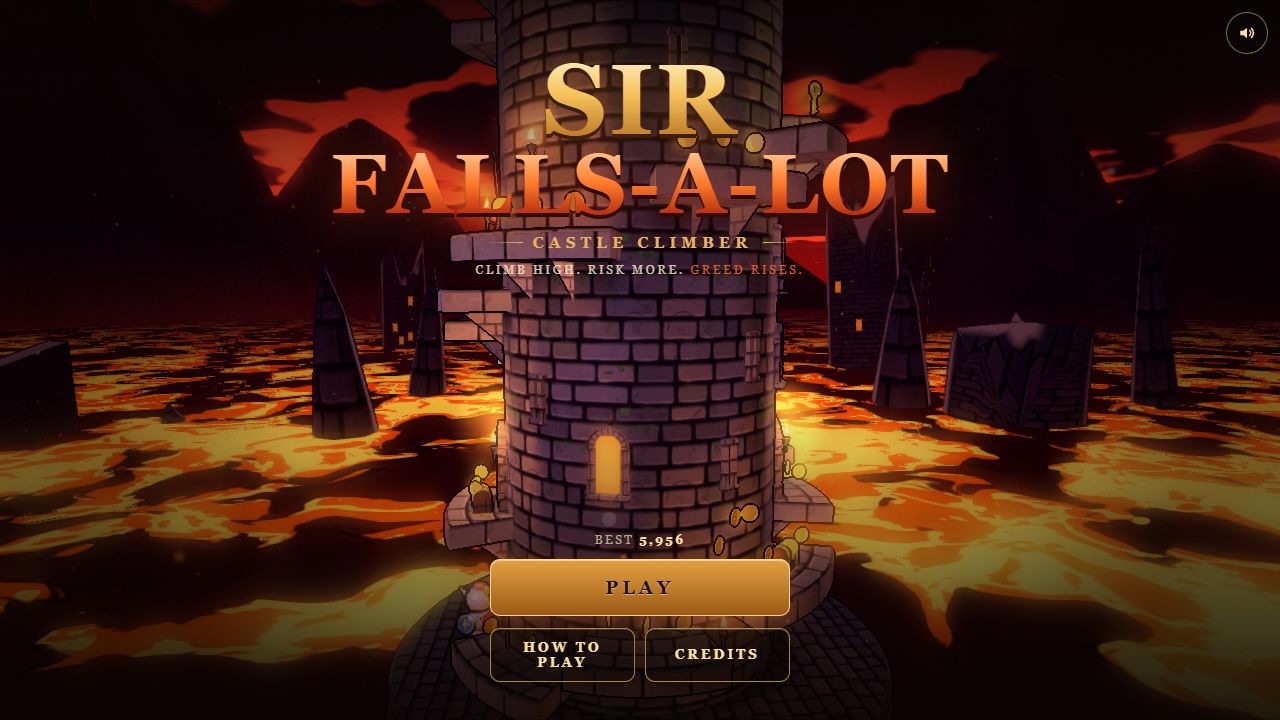 SIR
FALLS-A-LOT
CASTLE CLIMBER
CLIMB HIGH. RISK MORE. GREED RISES.
BEST 5,956
PLAY
HOW TO
PLAY
CREDITS